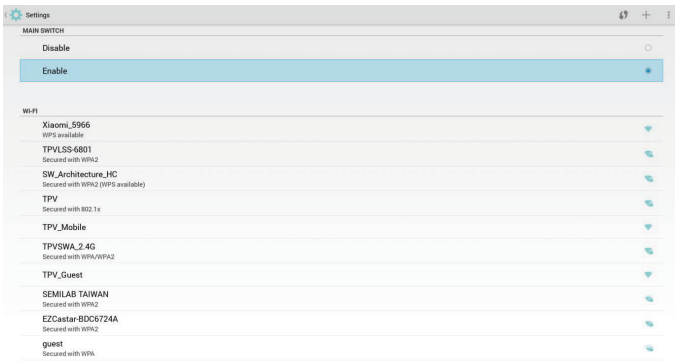 Settings
MAIN SWITCH
Disable
Enable
WI-FI
Xiaomi_5966
WPS available
TPVLSS-6801
Secured with WPA2
SW_Architecture_HC
Secured with WPA2 (WPS available)
TPV
Secured with 802.1x
TPV_Mobile
TPVSWA_2.4G
Secured with WPA/WPA2
TPV_Guest
SEMILAB TAIWAN
Secured with WPA2
EZCastar-BDC6724A
Secured with WPA2
guest
Secured with WPA